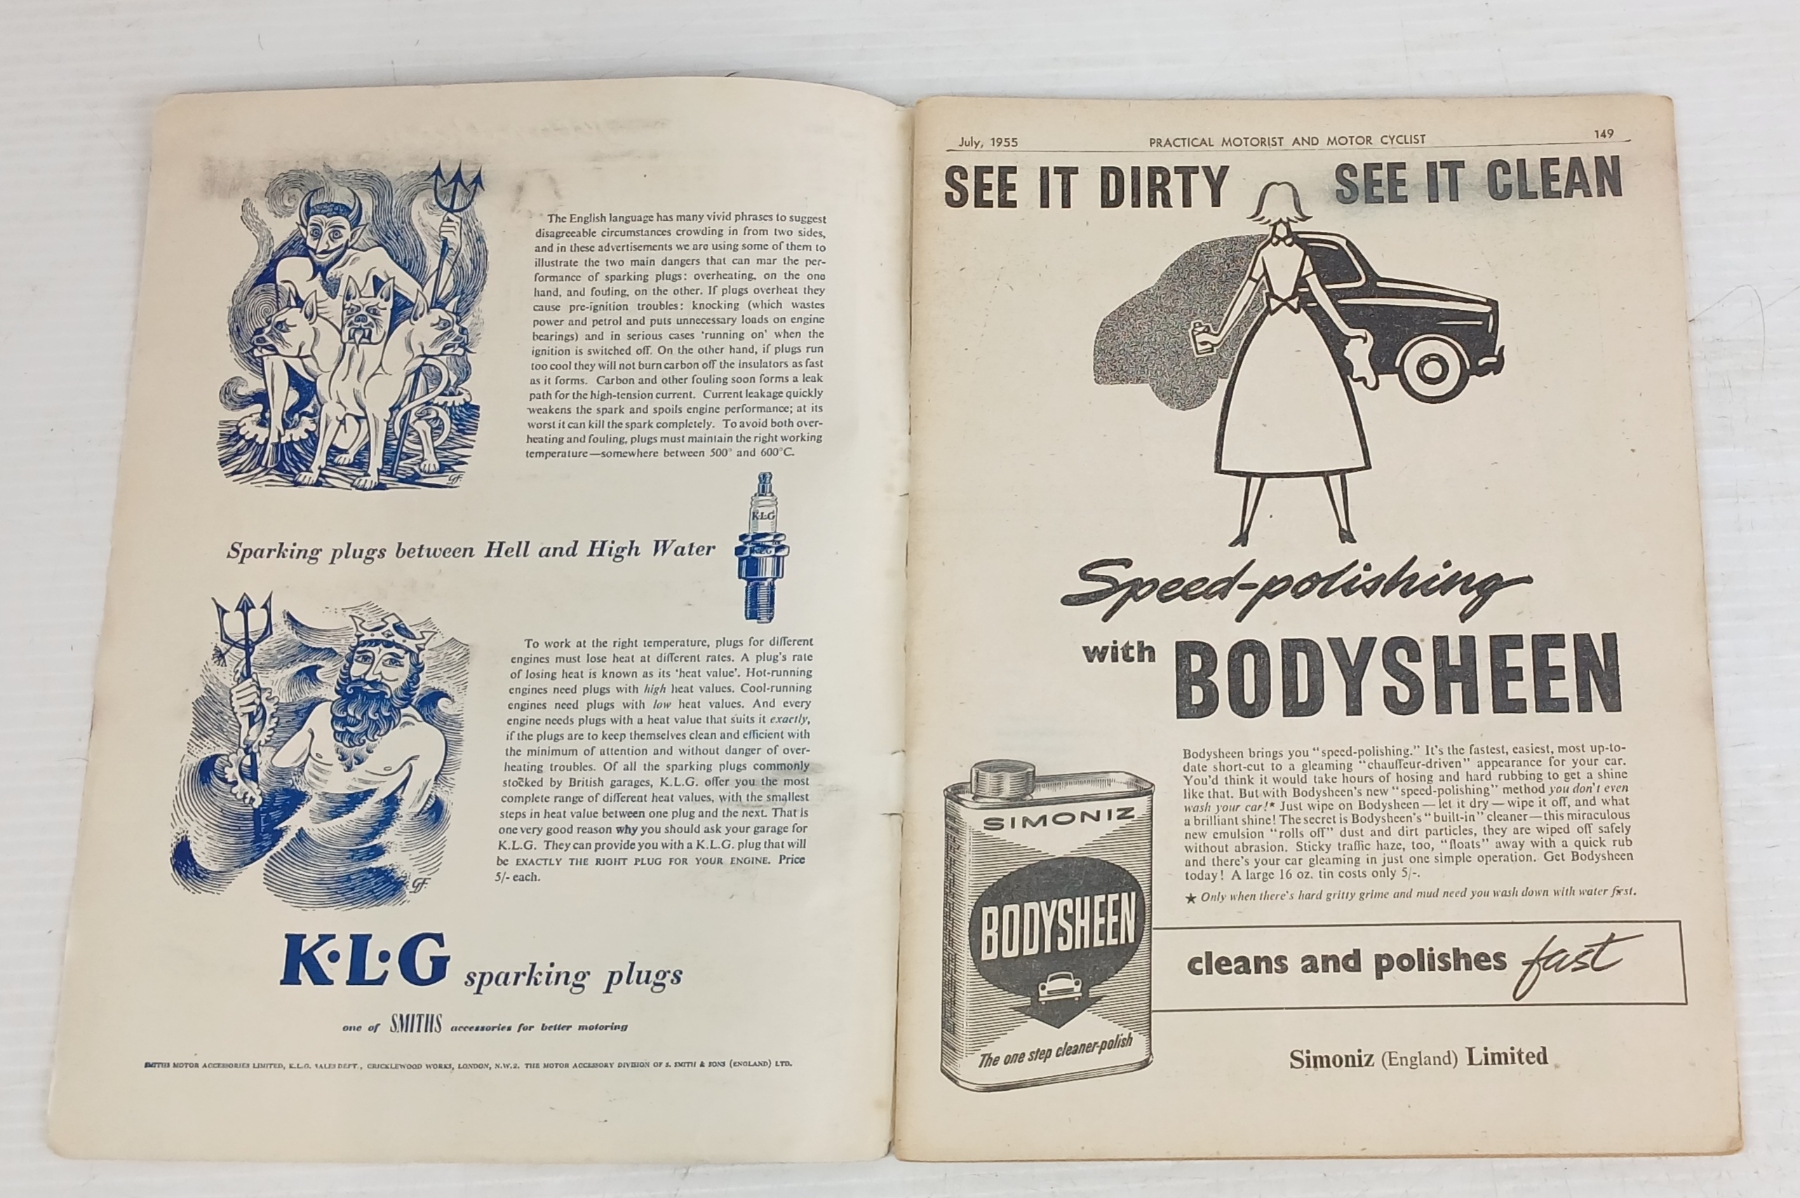 The English language has many vivid phrases to suggest
disagreeable circumstances crowding in from two sides,
and in these advertisements we are using some of them to
illustrate the two main dangers that can mar the per-
formance of sparking plugs: overheating, on the one
hand, and fouling, on the other. If plugs overheat they
cause pre-ignition troubles: knocking (which wastes
power and petrol and puts unnecessary loads on engine
bearings) and in serious cases 'running on' when the
ignition is switched off. On the other hand, if plugs run
too cool they will not burn carbon off the insulators as fast
as it forms. Carbon and other fouling soon forms a leak
path for the high-tension current. Current leakage quickly
weakens the spark and spoils engine performance; at its
worst it can kill the spark completely. To avoid both over-
heating and fouling, plugs must maintain the right working
temperature—somewhere between 500° and 600°C.
GF.
K.L.G
K.L.G
Sparking plugs between Hell and High Water
To work at the right temperature, plugs for different
engines must lose heat at different rates. A plug's rate
of losing heat is known as its 'heat value'. Hot-running
engines need plugs with high heat values. Cool-running
engines need plugs with low heat values. And every
engine needs plugs with a heat value that suits it exactly,
if the plugs are to keep themselves clean and efficient with
the minimum of attention and without danger of over-
heating troubles. Of all the sparking plugs commonly
stocked by British garages, K.L.G. offer you the most
complete range of different heat values, with the smallest
steps in heat value between one plug and the next. That is
one very good reason why you should ask your garage for
K.L.G. They can provide you with a K.L.G. plug that will
be EXACTLY THE RIGHT PLUG FOR YOUR ENGINE. Price
5/- each.
GF.
K·L·G sparking plugs
one of SMITHS accessories for better motoring
SMITHS MOTOR ACCESSORIES LIMITED, K.L.G. SALES DEPT., CRICKLEWOOD WORKS, LONDON, N.W.2. THE MOTOR ACCESSORY DIVISION OF S. SMITH & SONS (ENGLAND) LTD.
July, 1955 PRACTICAL MOTORIST AND MOTOR CYCLIST 149
SEE IT DIRTY SEE IT CLEAN
Speed-polishing
with BODYSHEEN
Bodysheen brings you "speed-polishing." It's the fastest, easiest, most up-to-
date short-cut to a gleaming "chauffeur-driven" appearance for your car.
You'd think it would take hours of hosing and hard rubbing to get a shine
like that. But with Bodysheen's new "speed-polishing" method you don't even
wash your car!* Just wipe on Bodysheen—let it dry—wipe it off, and what
a brilliant shine! The secret is Bodysheen's "built-in" cleaner—this miraculous
new emulsion "rolls off" dust and dirt particles, they are wiped off safely
without abrasion. Sticky traffic haze, too, "floats" away with a quick rub
and there's your car gleaming in just one simple operation. Get Bodysheen
today! A large 16 oz. tin costs only 5/-.
★ Only when there's hard gritty grime and mud need you wash down with water first.
SIMONIZ
BODYSHEEN
The one step cleaner-polish
cleans and polishes fast
Simoniz (England) Limited